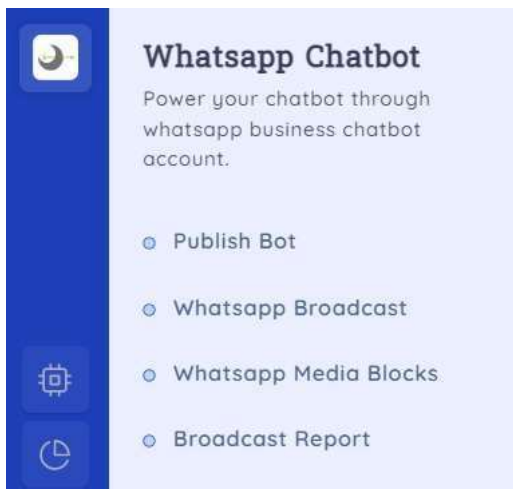 Whatsapp Chatbot
Power your chatbot through
whatsapp business chatbot
account.
Publish Bot
Whatsapp Broadcast
Whatsapp Media Blocks
Broadcast Report